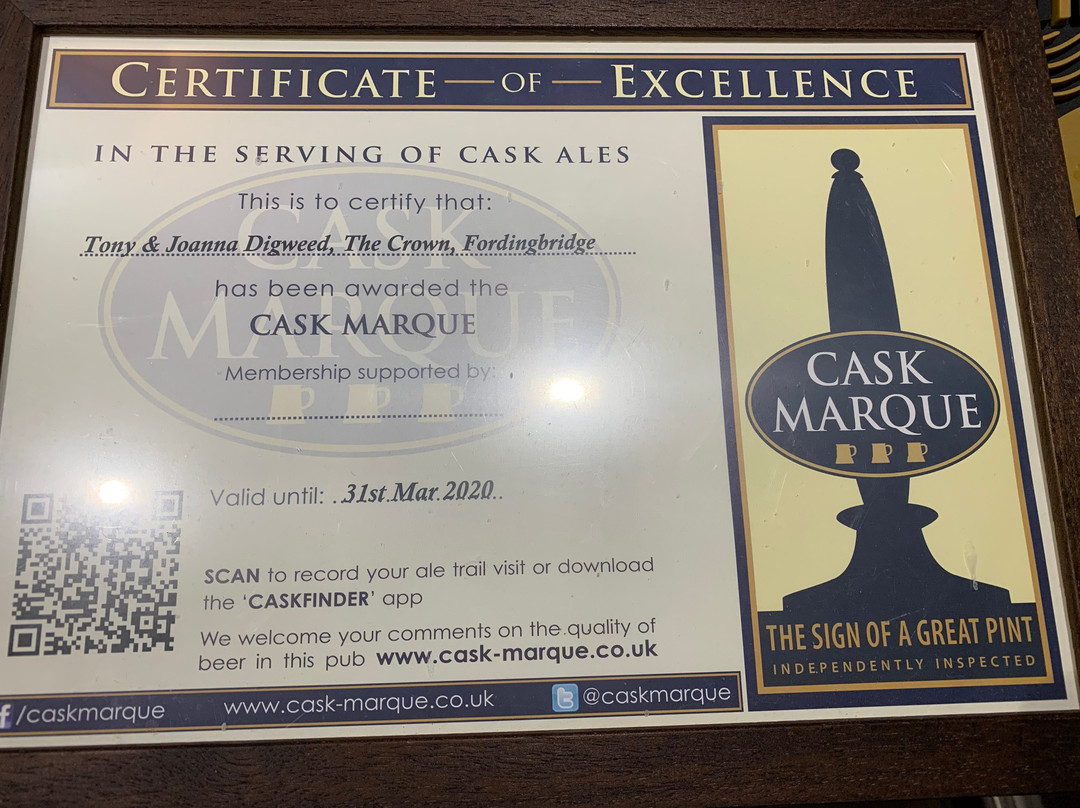 CERTIFICATE — OF — EXCELLENCE
IN THE SERVING OF CASK ALES
This is to certify that:
Tony & Joanna Digweed, The Crown, Fordingbridge
has been awarded the
CASK MARQUE
Membership supported by:
CASK
MARQUE
Valid until: 31st Mar 2020
SCAN to record your ale trail visit or download
the 'CASKFINDER' app
We welcome your comments on the quality of
beer in this pub www.cask-marque.co.uk
f /caskmarque
www.cask-marque.co.uk
@caskmarque
CASK
MARQUE
THE SIGN OF A GREAT PINT
INDEPENDENTLY INSPECTED